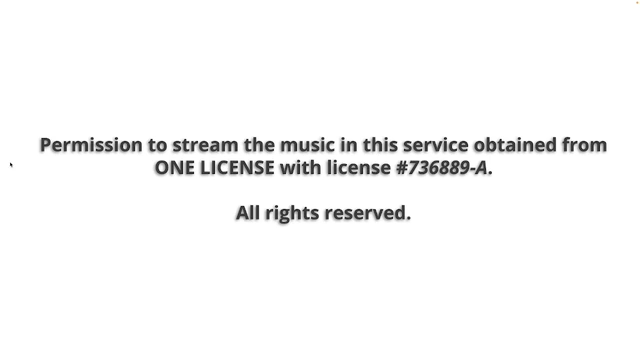 Permission to stream the music in this service obtained from
ONE LICENSE with license #736889-A.
All rights reserved.